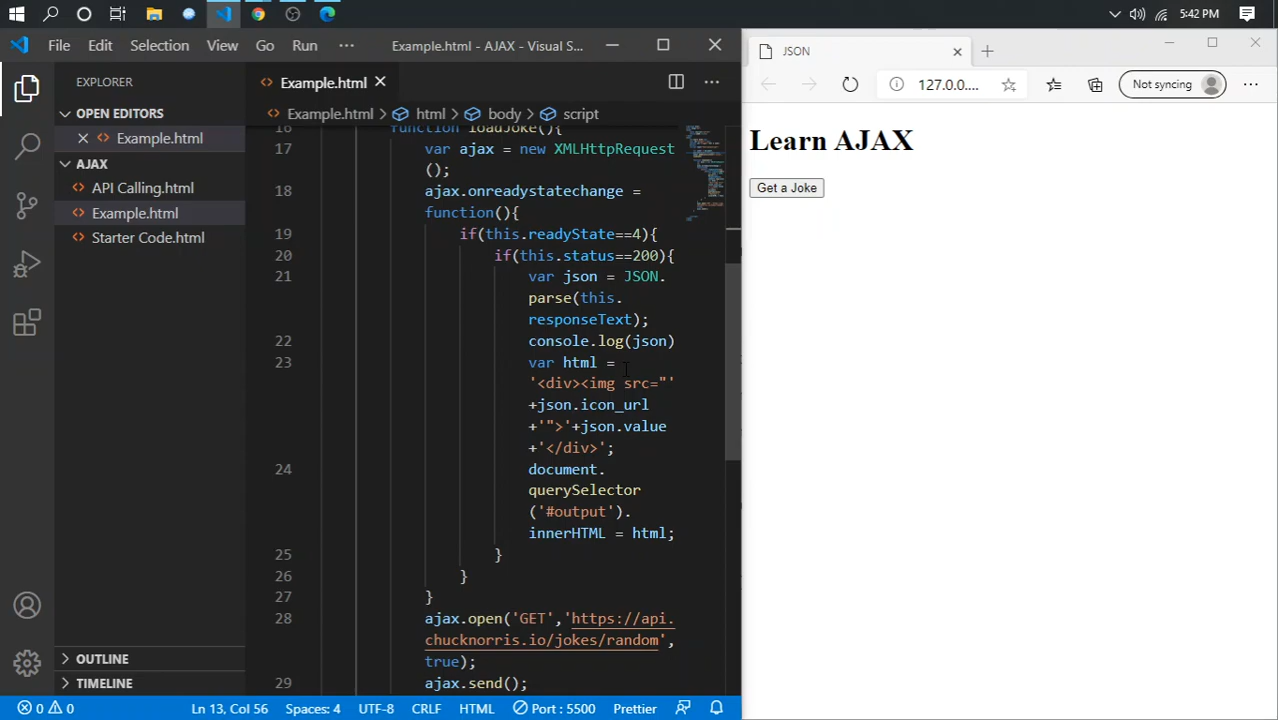 5:42 PM
File Edit Selection View Go Run ··· Example.html - AJAX - Visual S...
JSON
127.0.0.... Not syncing
EXPLORER
OPEN EDITORS
Example.html
AJAX
API Calling.html
Example.html
Starter Code.html
OUTLINE
TIMELINE
Example.html
Example.html > html > body > script
16 function loadJoke(){
17 var ajax = new XMLHttpRequest
();
18 ajax.onreadystatechange =
function(){
19 if(this.readyState==4){
20 if(this.status==200){
21 var json = JSON.
parse(this.
responseText);
22 console.log(json)
23 var html =
'<div><img src="'
+json.icon_url
+'">'+json.value
+'</div>';
24 document.
querySelector
('#output').
innerHTML = html;
25 }
26 }
27 }
28 ajax.open('GET','https://api.
chucknorris.io/jokes/random',
true);
29 ajax.send();
Learn AJAX
Get a Joke
0 0 Ln 13, Col 56 Spaces: 4 UTF-8 CRLF HTML Port : 5500 Prettier